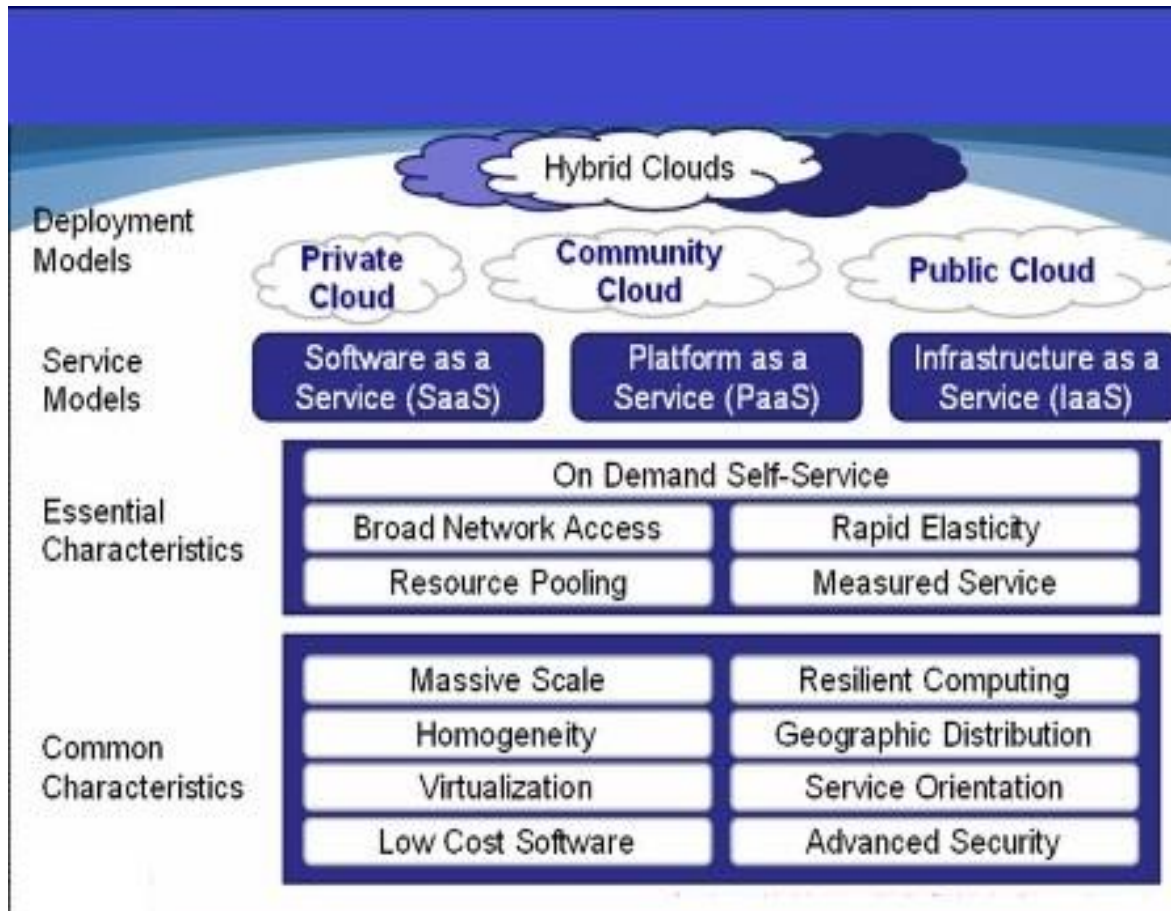 Hybrid Clouds
Deployment
Models
Private
Cloud
Community
Cloud
Public Cloud
Service
Models
Software as a
Service (SaaS)
Platform as a
Service (PaaS)
Infrastructure as a
Service (IaaS)
Essential
Characteristics
On Demand Self-Service
Broad Network Access
Rapid Elasticity
Resource Pooling
Measured Service
Common
Characteristics
Massive Scale
Resilient Computing
Homogeneity
Geographic Distribution
Virtualization
Service Orientation
Low Cost Software
Advanced Security